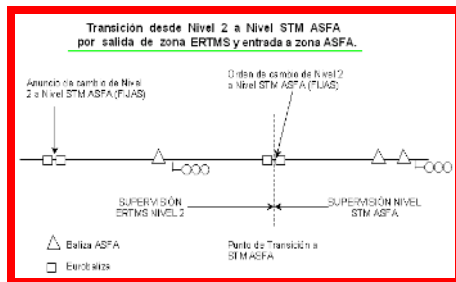 Transición desde Nivel 2 a Nivel STM ASFA
por salida de zona ERTMS y entrada a zona ASFA.
Anuncio de cambio de Nivel
2 a Nivel STM ASFA (FIJAS)
Orden de cambio de Nivel 2
a Nivel STM ASFA (FIJAS)
SUPERVISIÓN
ERTMS NIVEL 2
SUPERVISIÓN NIVEL
STM ASFA
Baliza ASFA
Eurobaliza
Punto de Transición a
STM ASFA